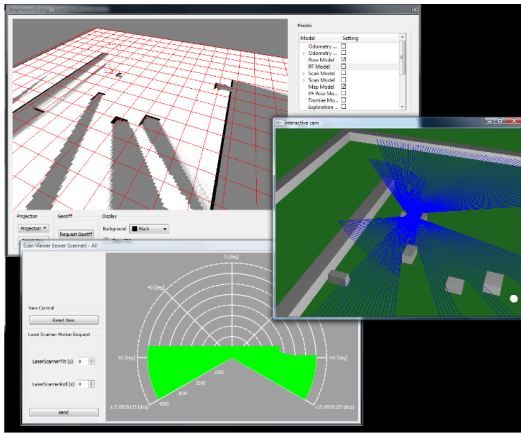 MapViewerDialog
Models
Model Setting
Odometry ...
Odometry ...
Pose Model
PF Model
Scan Model
Scan Model
Map Model
PF Pose Mo...
Frontier Mo...
Exploration ...
Projector Geotiff Display
Projection Request Geotiff Background Black
interactive cam
Scan Viewer (lower Scanner) - All
View Control
Reset View
Laser Scanner Motion Request
LaserScannerTilt (y) 0
LaserScannerRoll (x) 0
send
0 [deg]
45 [deg]
90 [deg]
1000
2000
3000
4000